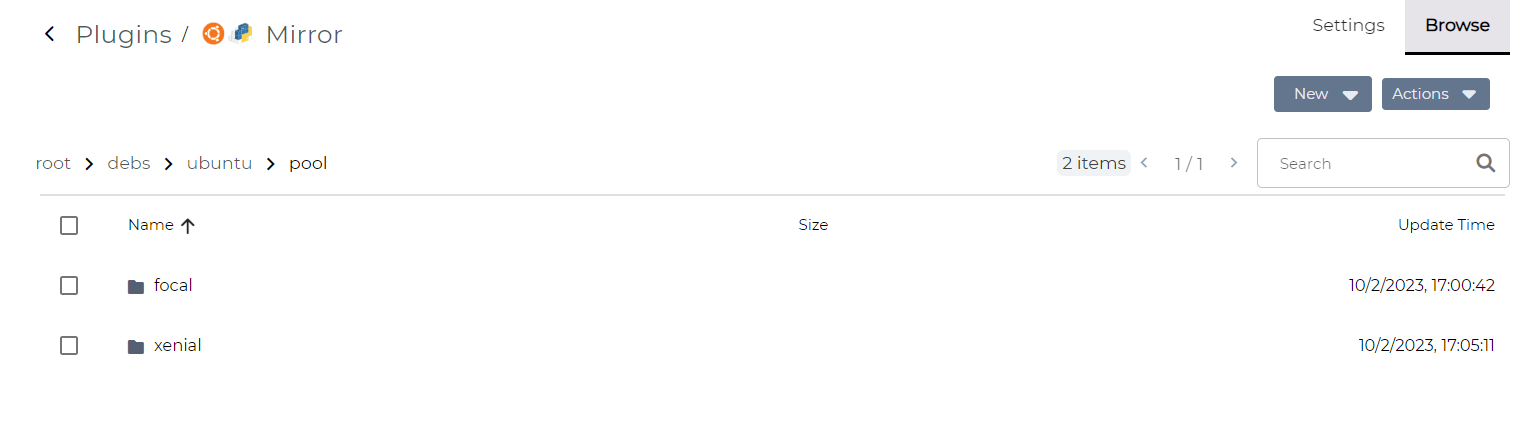 Plugins / Mirror
Settings
Browse
New
Actions
root > debs > ubuntu > pool
2 items < 1 / 1 >
Search
Name ↑ Size Update Time
focal 10/2/2023, 17:00:42
xenial 10/2/2023, 17:05:11